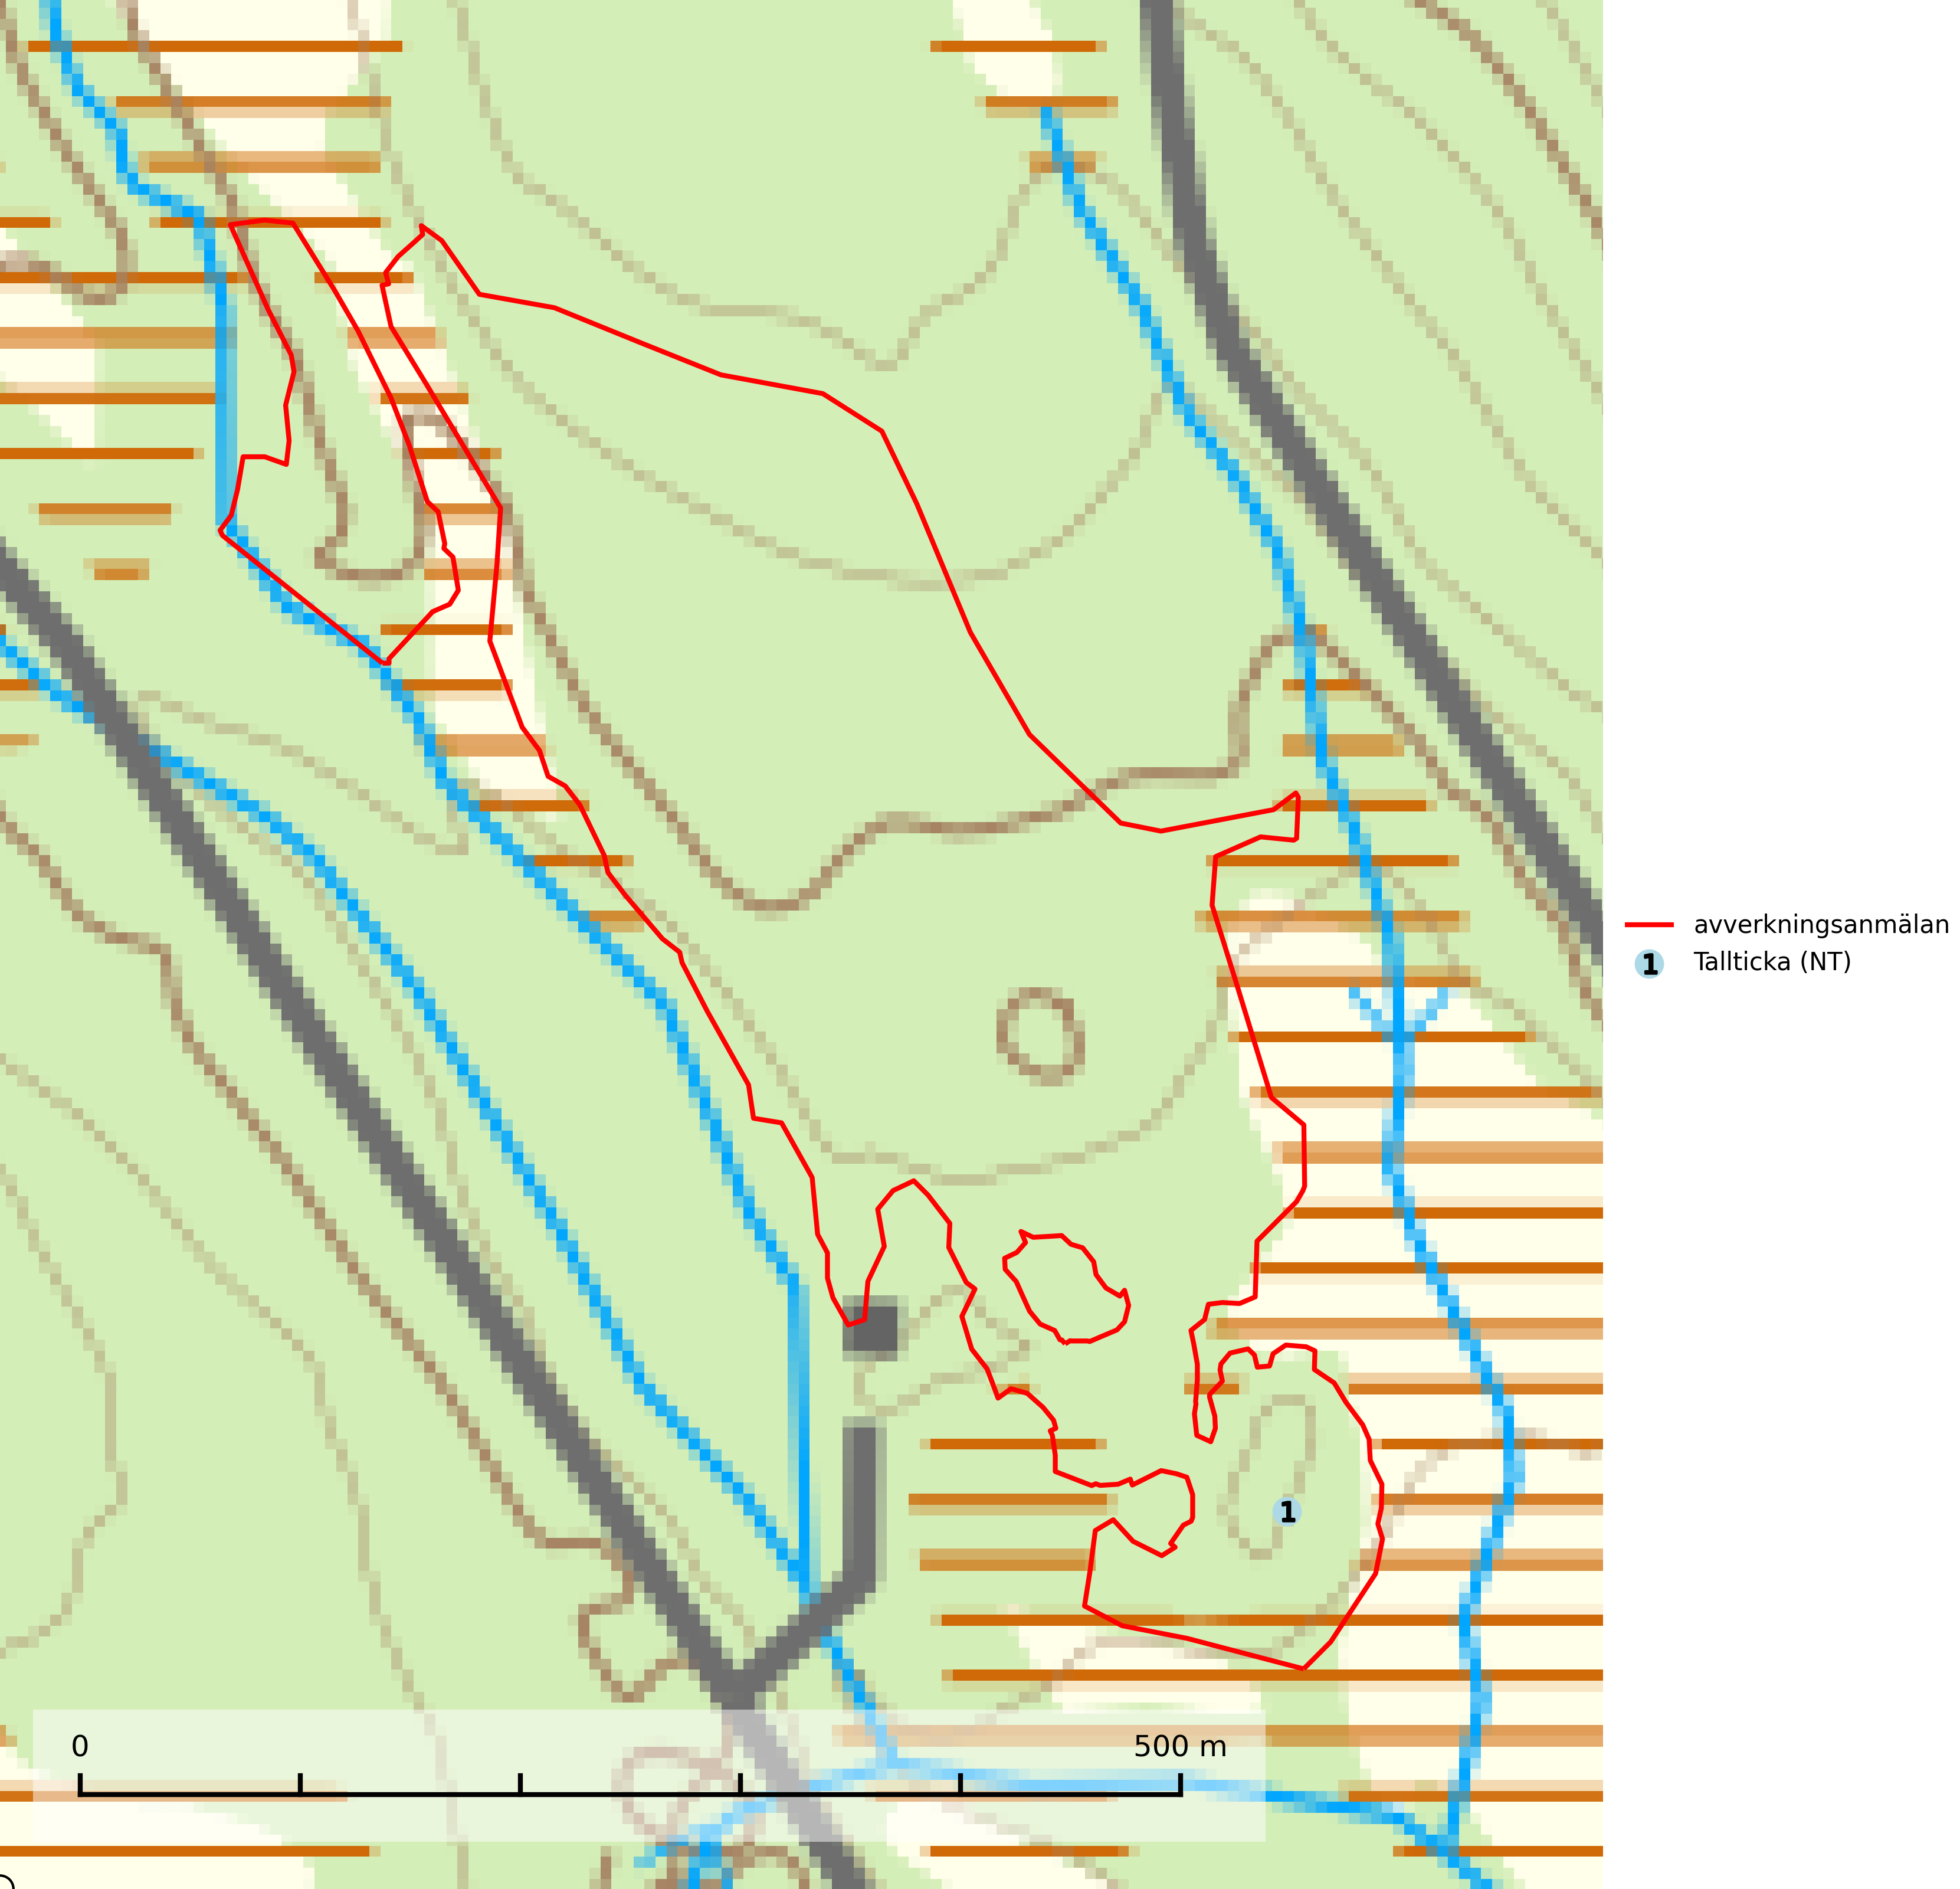 avverkningsanmälan
1 Tallticka (NT)
1
0 500 m